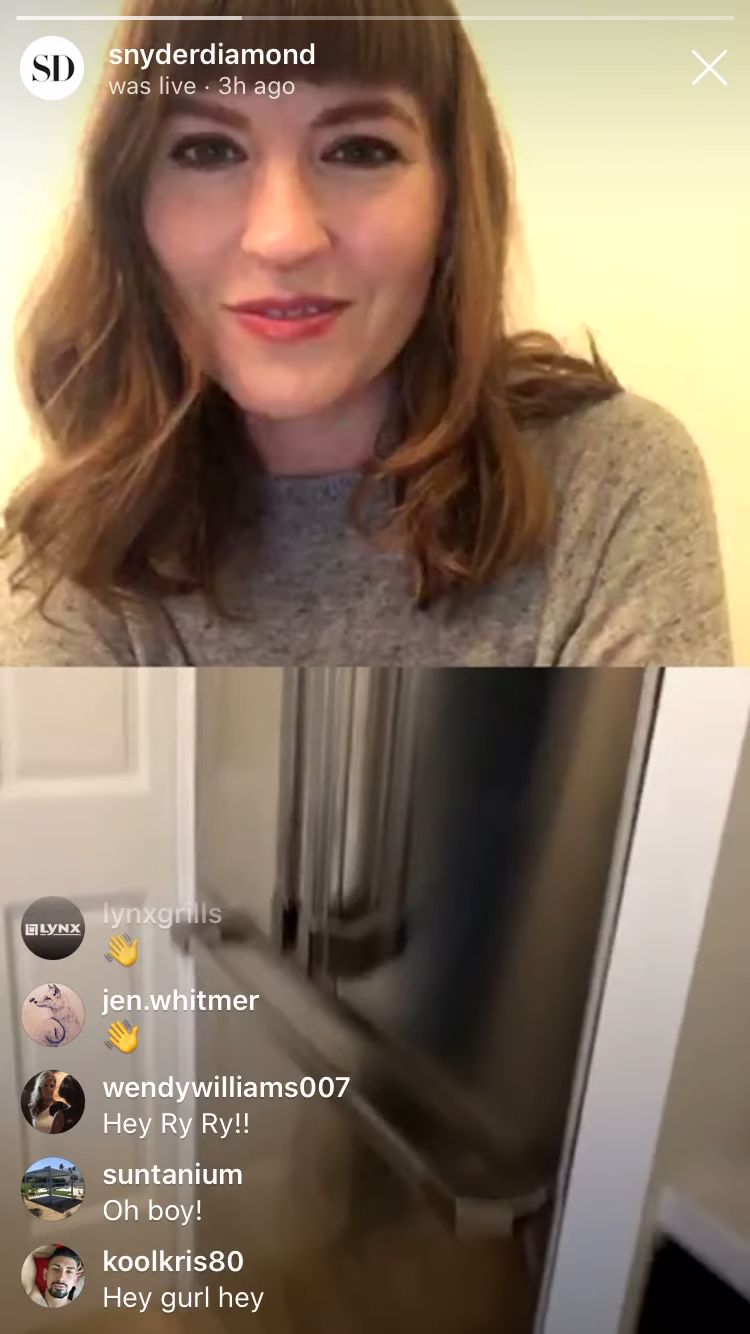 SD
snyderdiamond
was live · 3h ago
lynxgrills
LYNX
👋
jen.whitmer
👋
wendywilliams007
Hey Ry Ry!!
suntanium
Oh boy!
koolkris80
Hey gurl hey